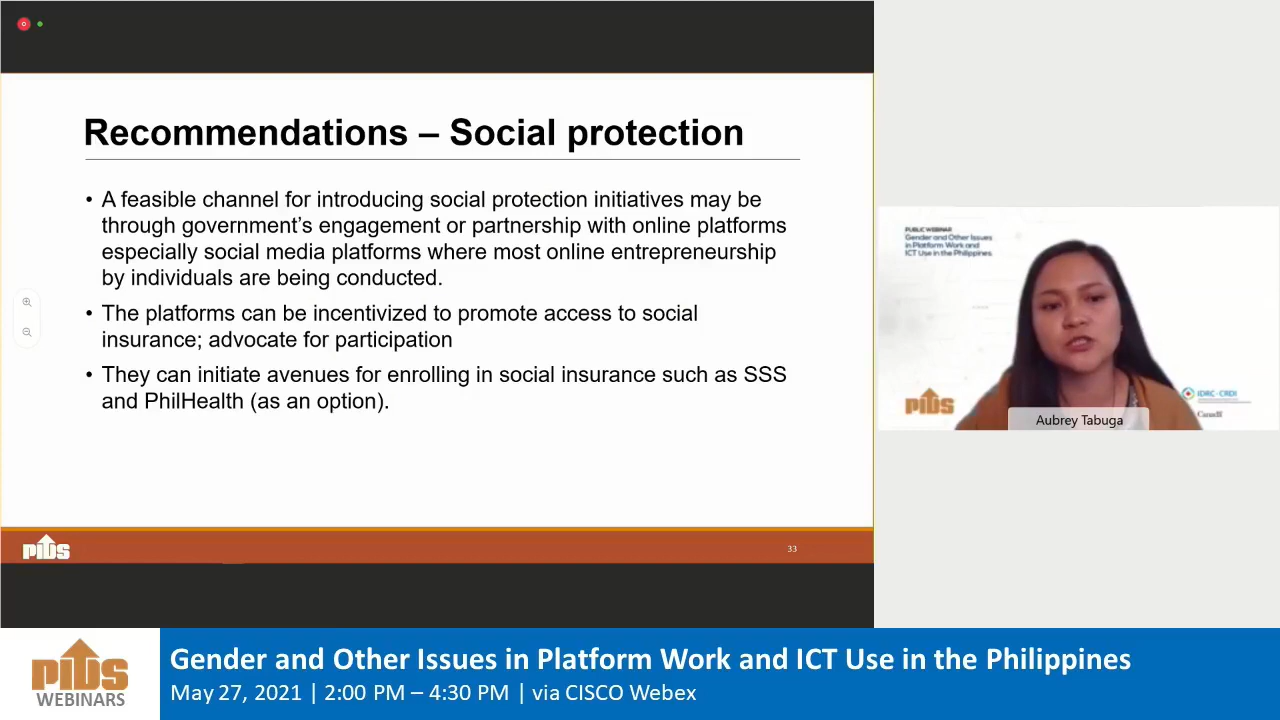 Recommendations – Social protection
• A feasible channel for introducing social protection initiatives may be
through government’s engagement or partnership with online platforms
especially social media platforms where most online entrepreneurship
by individuals are being conducted.
• The platforms can be incentivized to promote access to social
insurance; advocate for participation
• They can initiate avenues for enrolling in social insurance such as SSS
and PhilHealth (as an option).
PIDS
33
PUBLIC WEBINAR
Gender and Other Issues
in Platform Work and
ICT Use in the Philippines
PIDS
IDRC · CRDI
Canada
Aubrey Tabuga
PIDS
WEBINARS
Gender and Other Issues in Platform Work and ICT Use in the Philippines
May 27, 2021 | 2:00 PM – 4:30 PM | via CISCO Webex